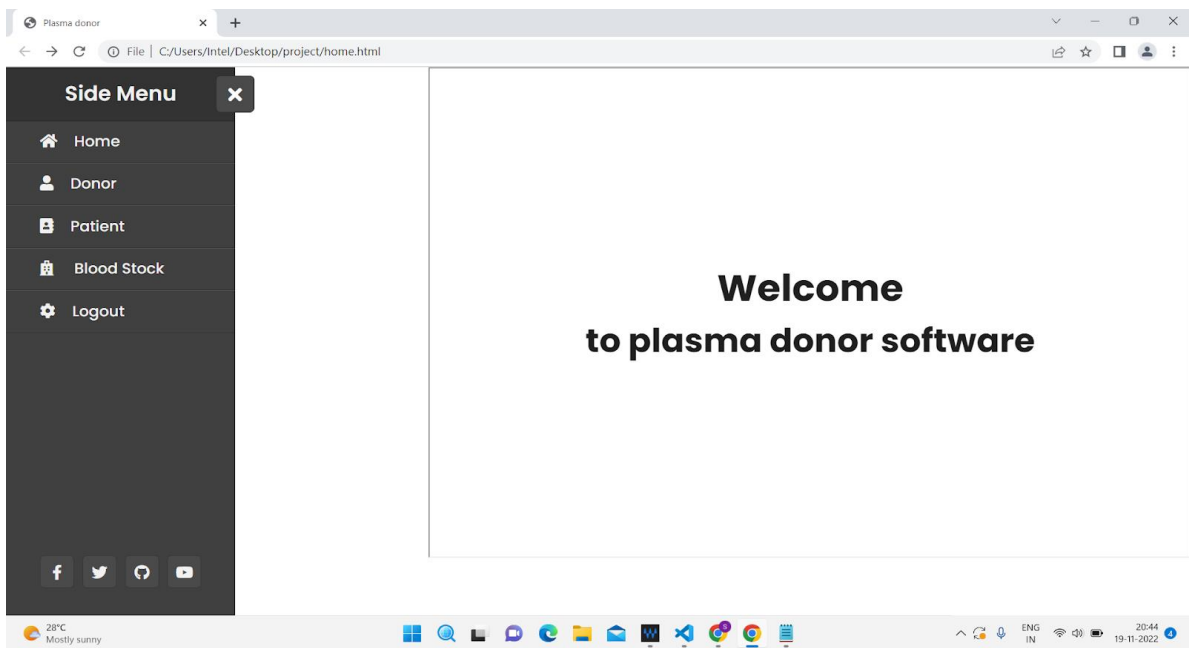 Plasma donor
File | C:/Users/Intel/Desktop/project/home.html
Side Menu
Home
Donor
Patient
Blood Stock
Logout
Welcome
to plasma donor software
28°C
Mostly sunny
ENG
IN
20:44
19-11-2022
4